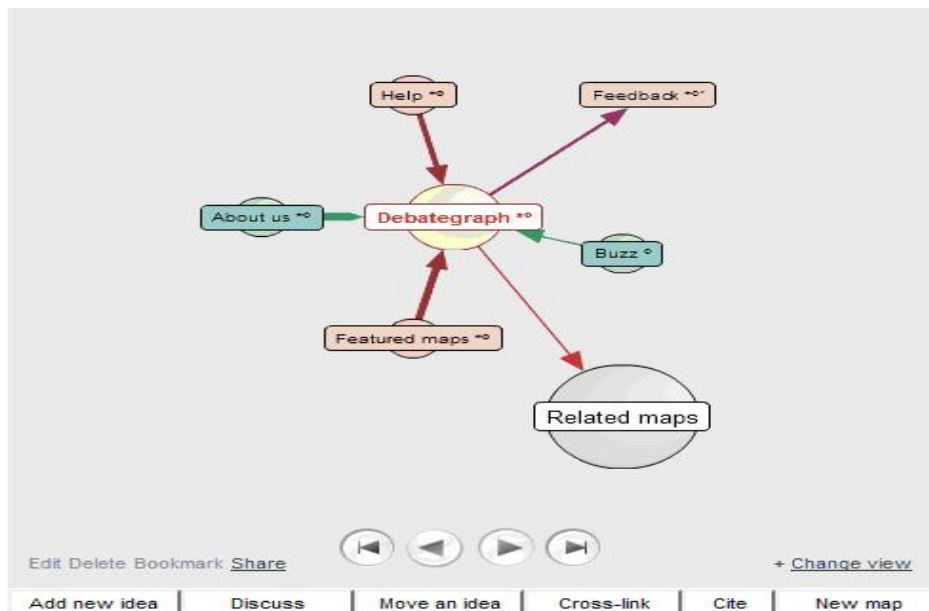 Help *º
Feedback *º*
About us *º
Debategraph *º
Buzz º
Featured maps *º
Related maps
Edit Delete Bookmark Share
+ Change view
Add new idea
Discuss
Move an idea
Cross-link
Cite
New map